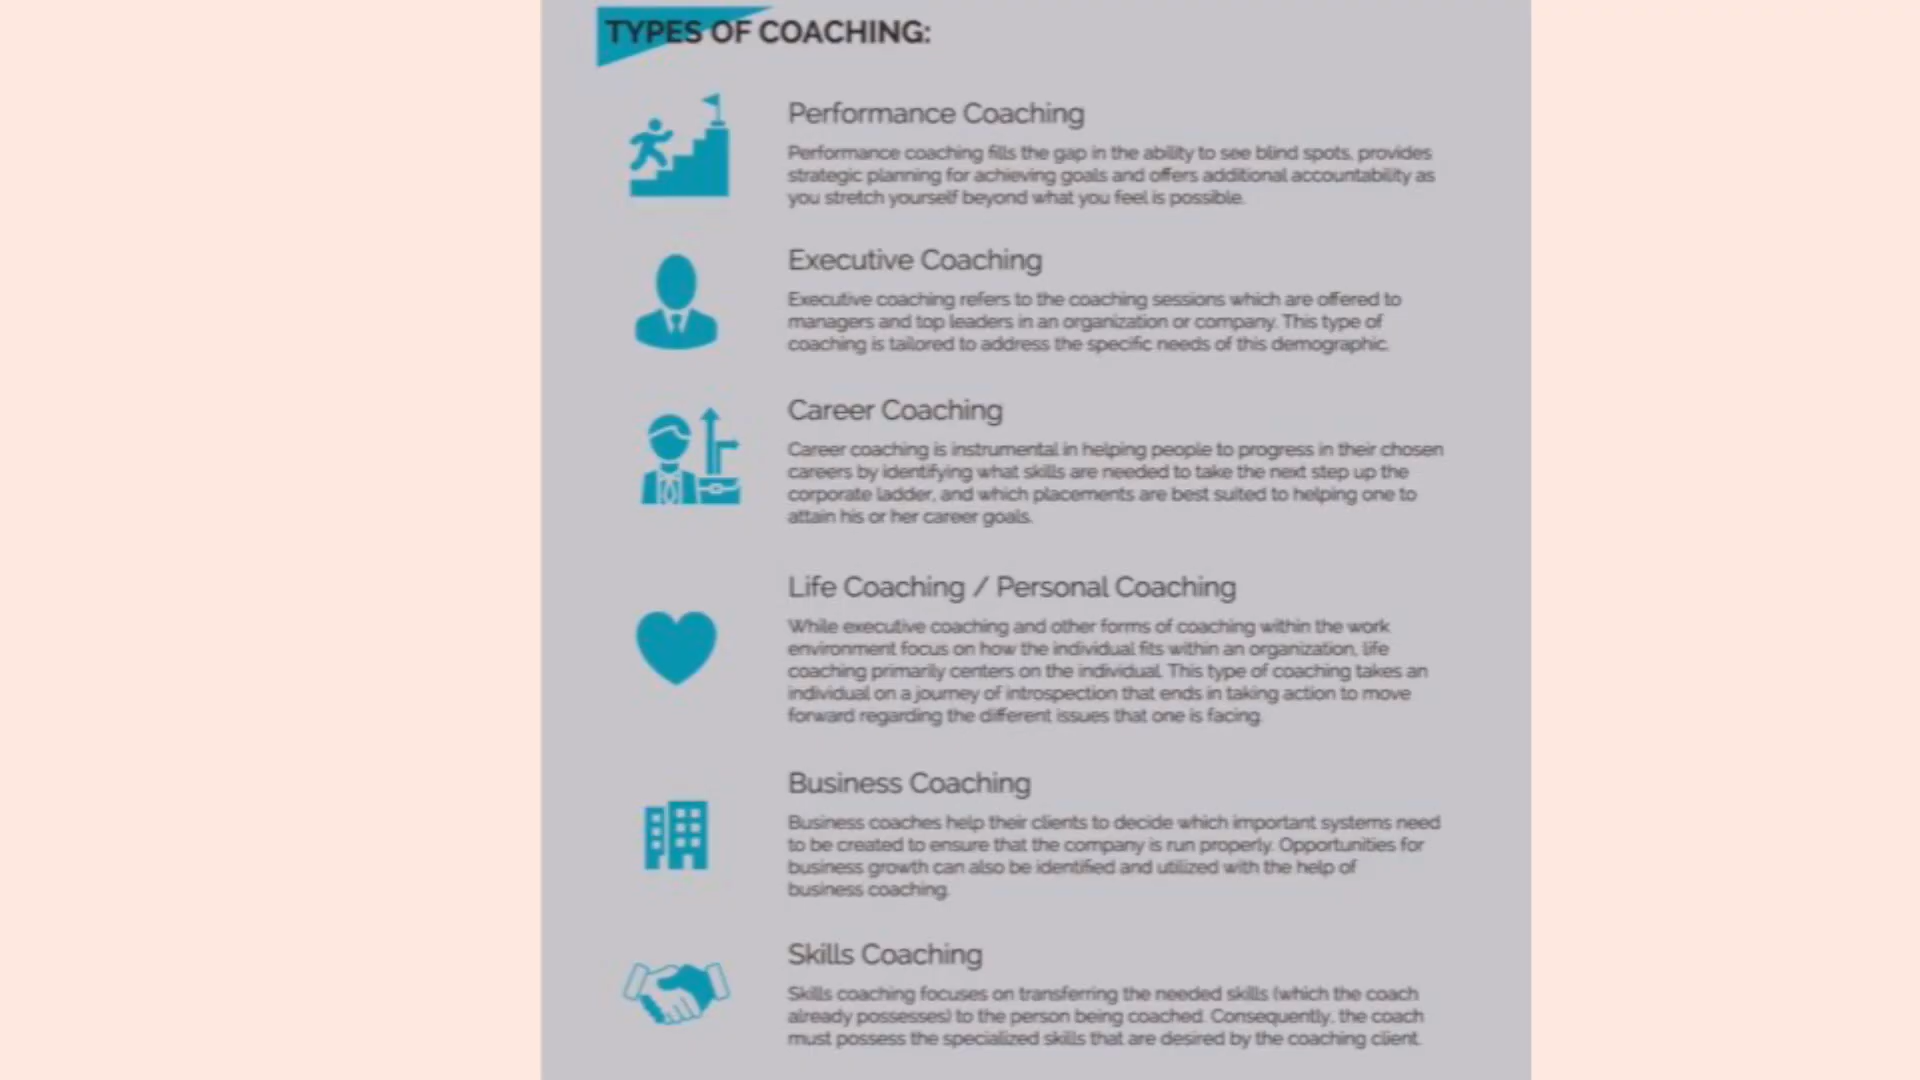 TYPES OF COACHING:
Performance Coaching
Performance coaching fills the gap in the ability to see blind spots, provides
strategic planning for achieving goals and offers additional accountability as
you stretch yourself beyond what you feel is possible.
Executive Coaching
Executive coaching refers to the coaching sessions which are offered to
managers and top leaders in an organization or company. This type of
coaching is tailored to address the specific needs of this demographic.
Career Coaching
Career coaching is instrumental in helping people to progress in their chosen
careers by identifying what skills are needed to take the next step up the
corporate ladder, and which placements are best suited to helping one to
attain his or her career goals.
Life Coaching / Personal Coaching
While executive coaching and other forms of coaching within the work
environment focus on how the individual fits within an organization, life
coaching primarily centers on the individual. This type of coaching takes an
individual on a journey of introspection that ends in taking action to move
forward regarding the different issues that one is facing.
Business Coaching
Business coaches help their clients to decide which important systems need
to be created to ensure that the company is run properly. Opportunities for
business growth can also be identified and utilized with the help of
business coaching.
Skills Coaching
Skills coaching focuses on transferring the needed skills (which the coach
already possesses) to the person being coached. Consequently, the coach
must possess the specialized skills that are desired by the coaching client.